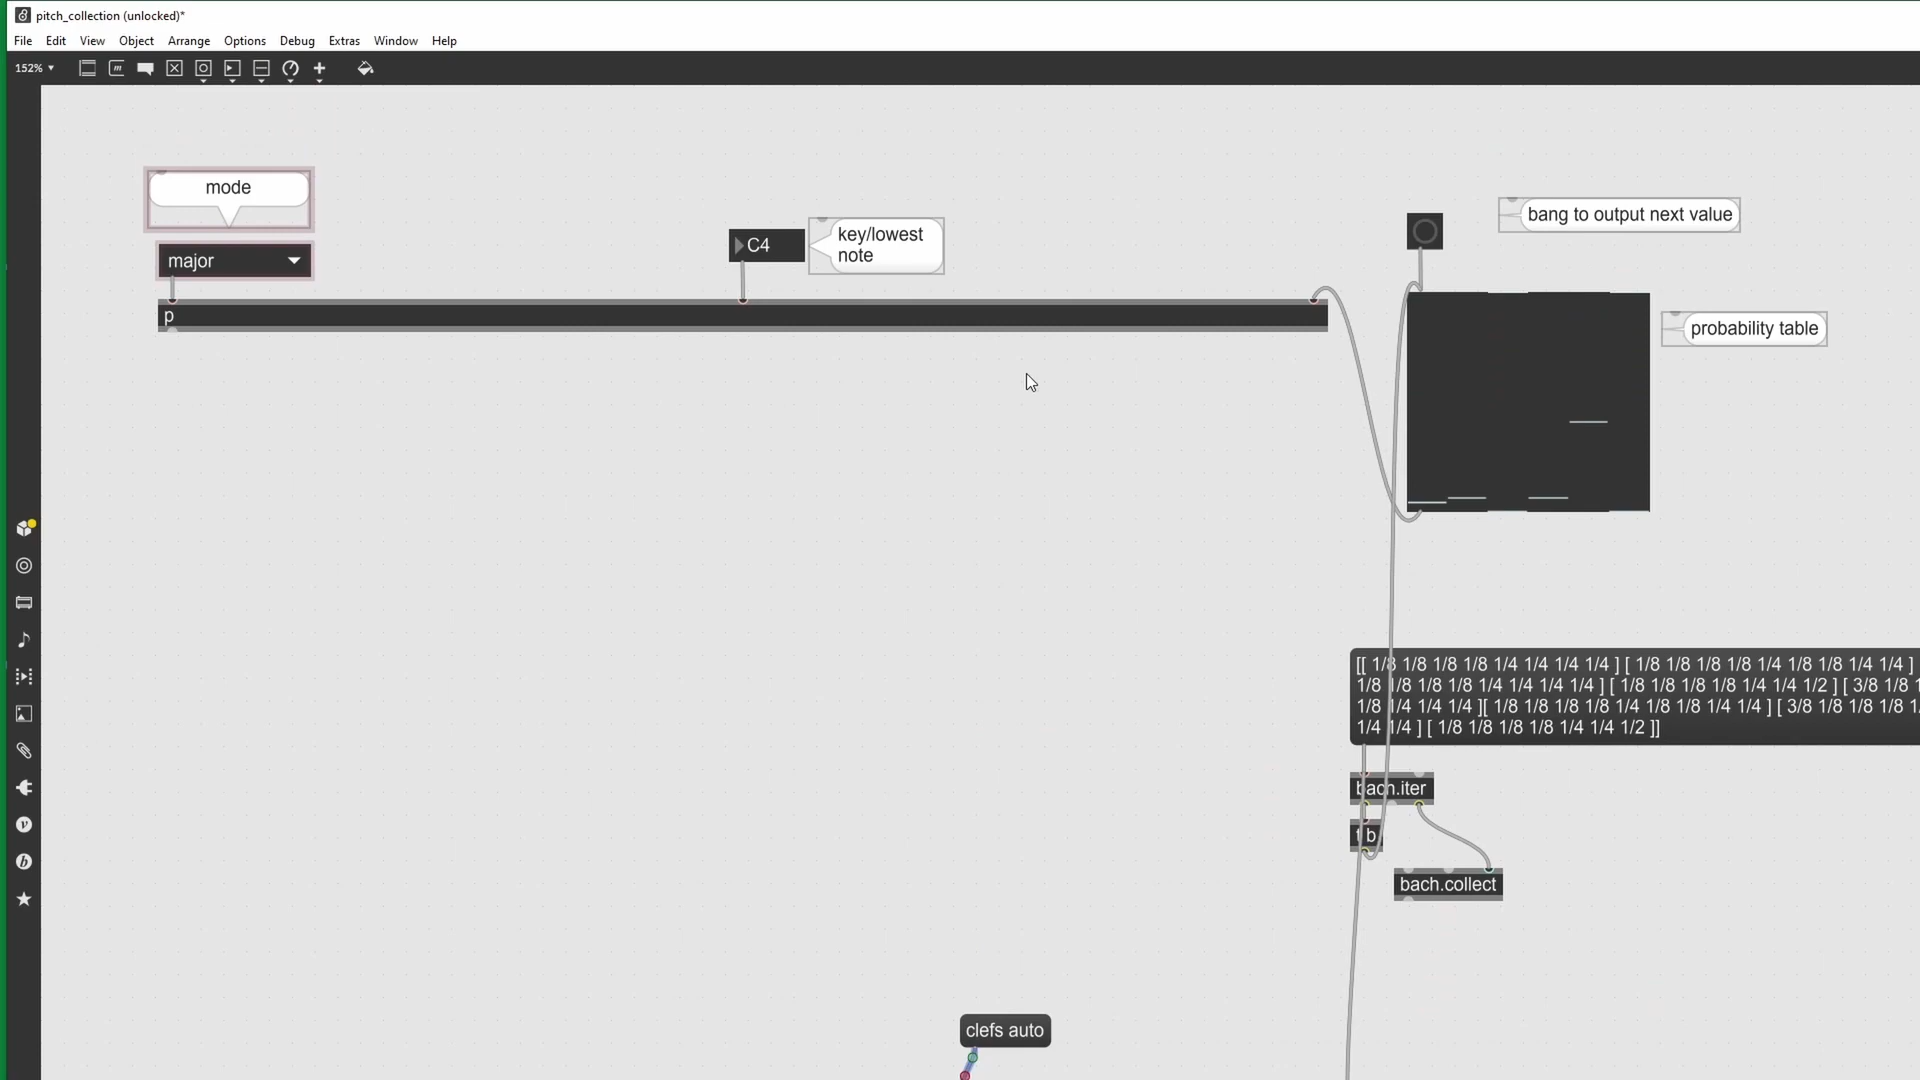 pitch_collection (unlocked)*
File Edit View Object Arrange Options Debug Extras Window Help
152%
mode
major
C4
key/lowest
note
bang to output next value
p
probability table
[[ 1/8 1/8 1/8 1/8 1/4 1/4 1/4 1/4 ] [ 1/8 1/8 1/8 1/8 1/4 1/8 1/8 1/4 1/4 ]
1/8 1/8 1/8 1/8 1/4 1/4 1/4 1/4 ] [ 1/8 1/8 1/8 1/8 1/4 1/4 1/2 ] [ 3/8 1/8
1/8 1/4 1/4 1/4 ][ 1/8 1/8 1/8 1/8 1/4 1/8 1/8 1/4 1/4 ] [ 3/8 1/8 1/8 1/8
1/4 1/4 ] [ 1/8 1/8 1/8 1/8 1/4 1/4 1/2 ]]
bach.iter
t b
bach.collect
clefs auto